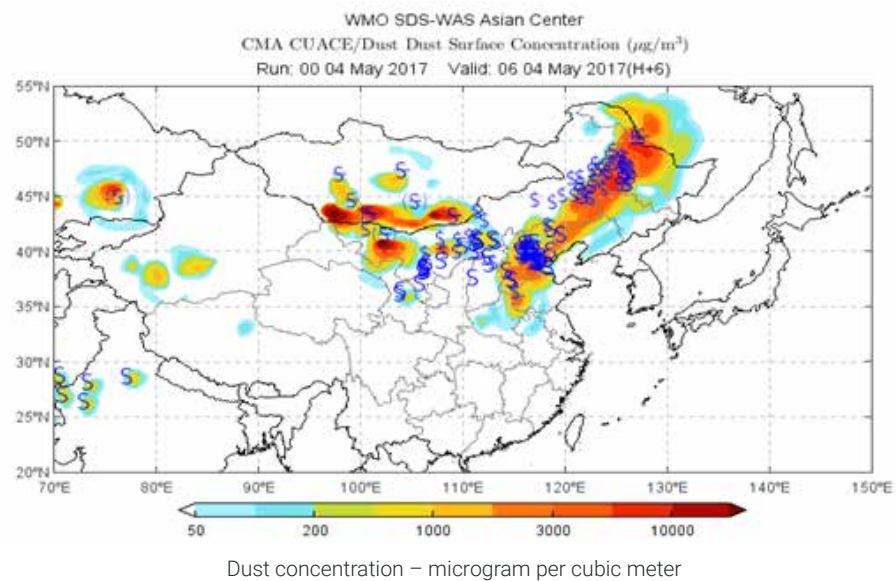 WMO SDS-WAS Asian Center
CMA CUACE/Dust Dust Surface Concentration (μg/m³)
Run: 00 04 May 2017 Valid: 06 04 May 2017(H+6)
55°N
50°N
45°N
40°N
35°N
30°N
25°N
20°N
70°E 80°E 90°E 100°E 110°E 120°E 130°E 140°E 150°E
50 200 1000 3000 10000
Dust concentration – microgram per cubic meter